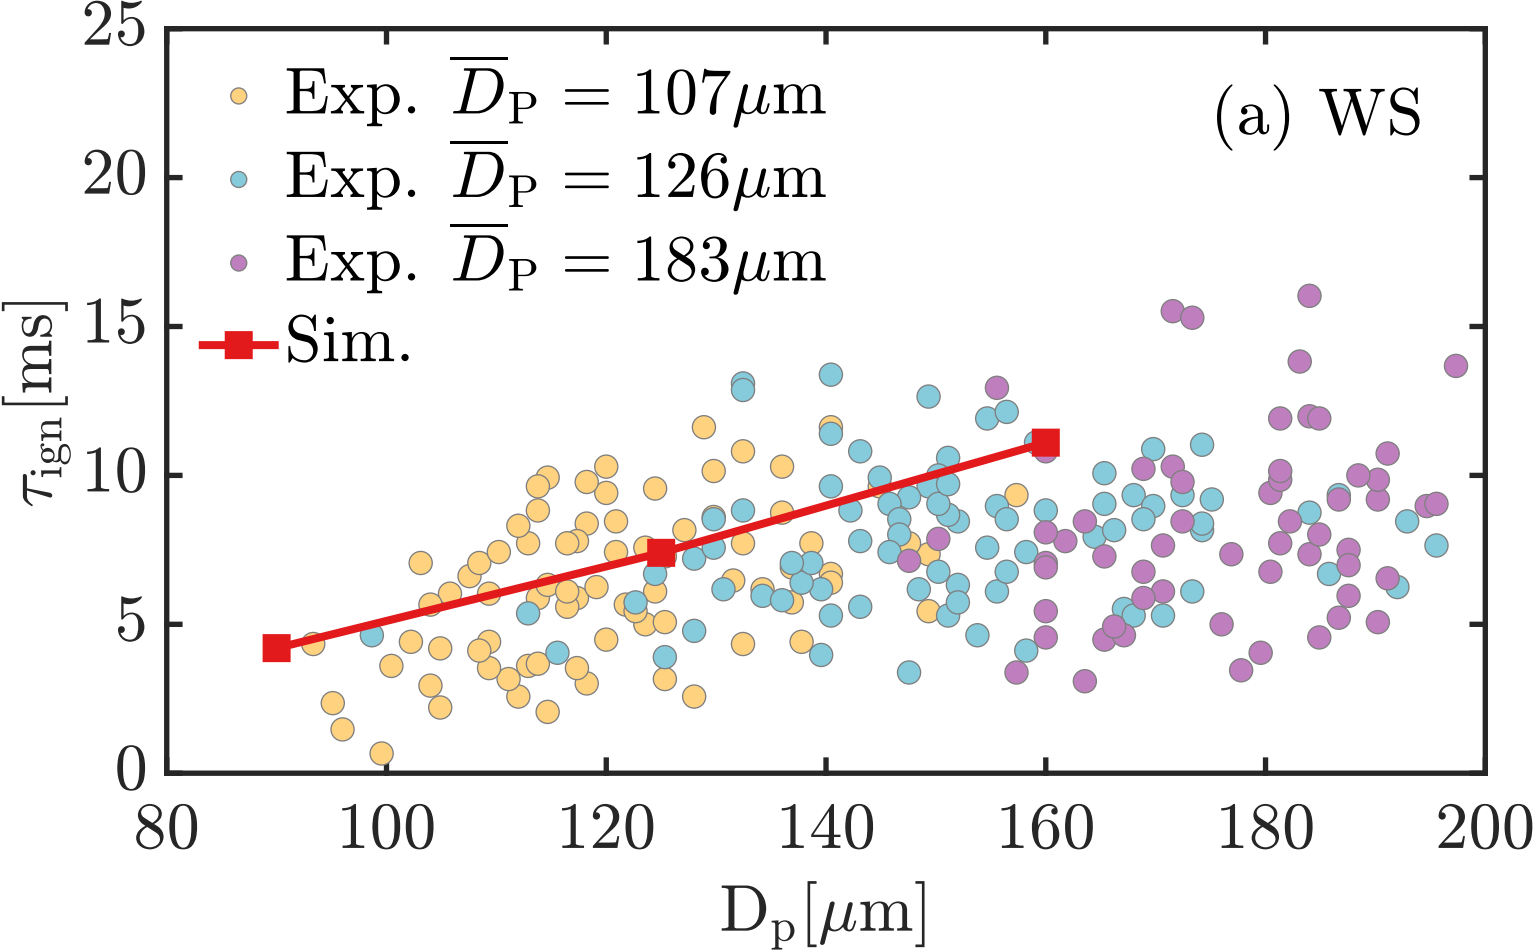 25
20
15
10
5
0
τign[ms]
Exp. D̅P = 107μm
Exp. D̅P = 126μm
Exp. D̅P = 183μm
Sim.
(a) WS
80 100 120 140 160 180 200
Dp[μm]